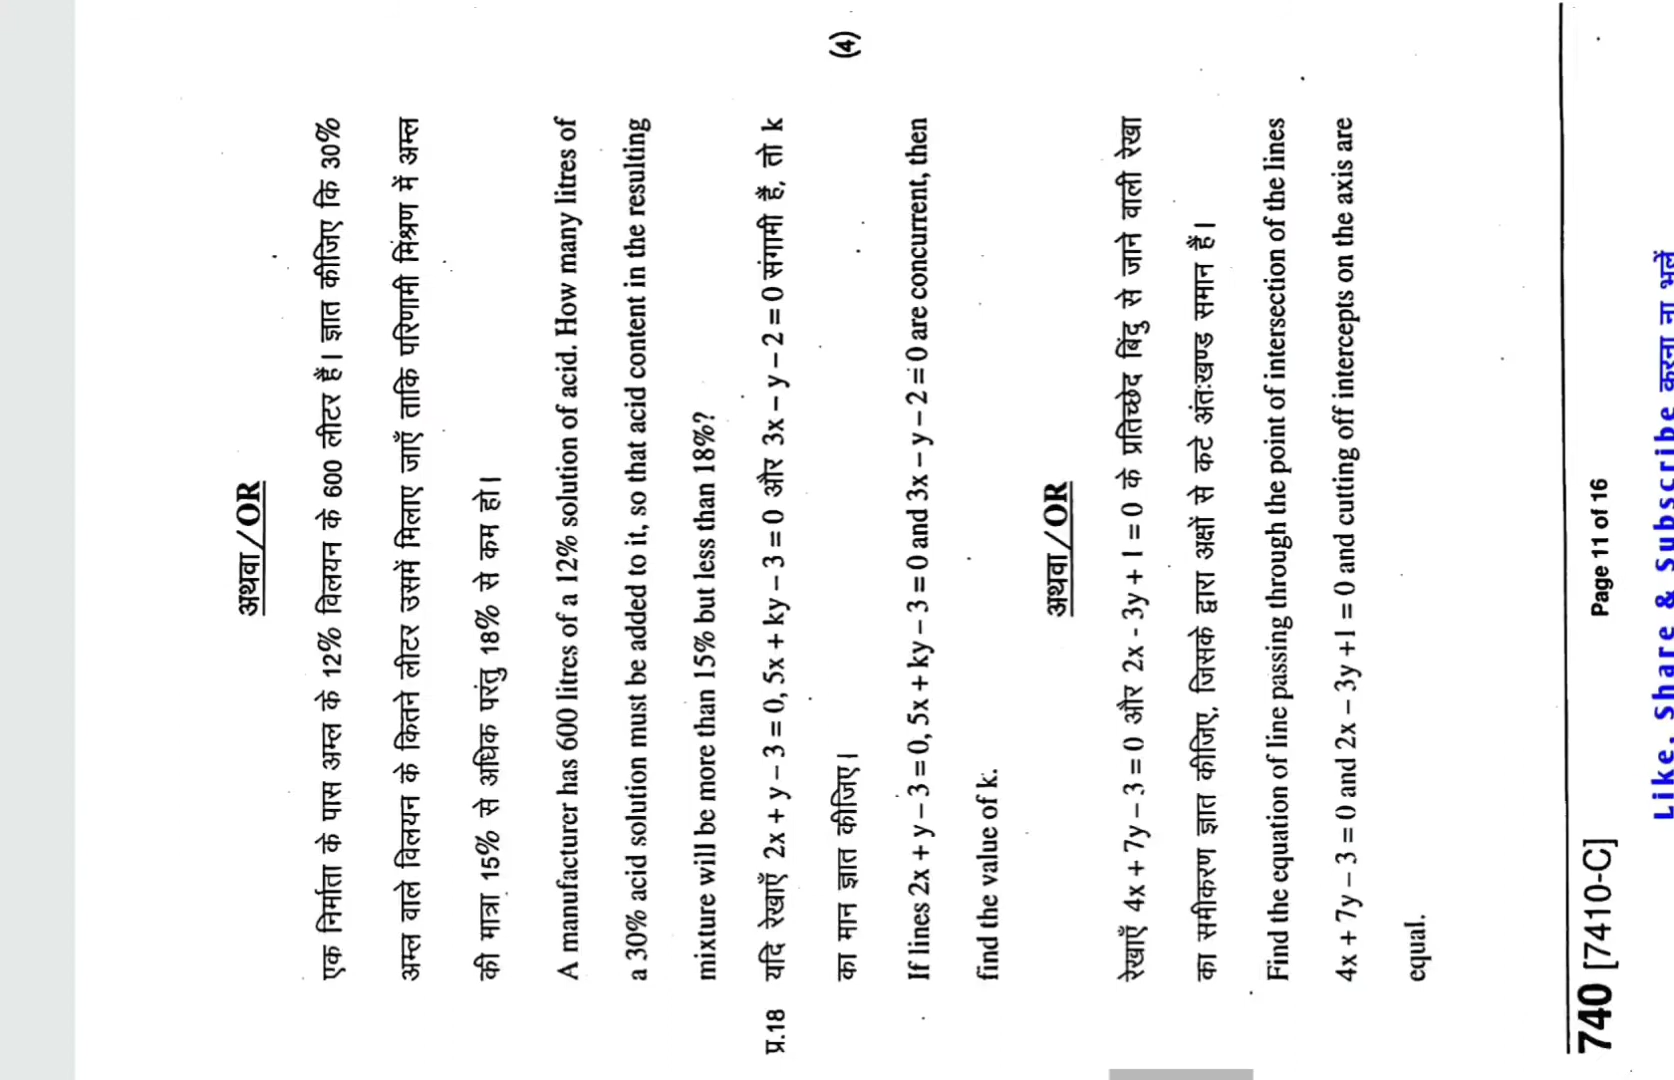 अथवा/OR
एक निर्माता के पास अम्ल के 12% विलयन के 600 लीटर हैं। ज्ञात कीजिए कि 30%
अम्ल वाले विलयन के कितने लीटर उसमें मिलाए जाएँ ताकि परिणामी मिश्रण में अम्ल
की मात्रा 15% से अधिक परंतु 18% से कम हो।
A manufacturer has 600 litres of a 12% solution of acid. How many litres of
a 30% acid solution must be added to it, so that acid content in the resulting
mixture will be more than 15% but less than 18%?
प्र.18 यदि रेखाएँ 2x + y – 3 = 0, 5x + ky – 3 = 0 और 3x – y – 2 = 0 संगामी हैं, तो k
का मान ज्ञात कीजिए। (4)
If lines 2x + y – 3 = 0, 5x + ky – 3 = 0 and 3x – y – 2 = 0 are concurrent, then
find the value of k.
अथवा/OR
रेखाएँ 4x + 7y – 3 = 0 और 2x - 3y + 1 = 0 के प्रतिच्छेद बिंदु से जाने वाली रेखा
का समीकरण ज्ञात कीजिए, जिसके द्वारा अक्षों से कटे अंतःखण्ड समान हैं।
Find the equation of line passing through the point of intersection of the lines
4x + 7y – 3 = 0 and 2x – 3y +1 = 0 and cutting off intercepts on the axis are
equal.
740 [7410-C] Page 11 of 16
Like, Share & Subscribe करना ना भूलें